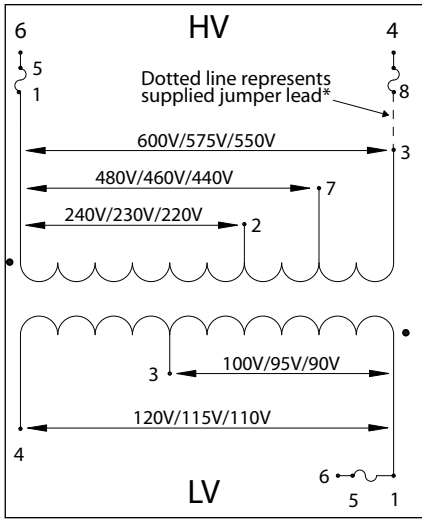 HV
6
4
5
1
8
Dotted line represents
supplied jumper lead*
600V/575V/550V
3
480V/460V/440V
7
240V/230V/220V
2
3
100V/95V/90V
120V/115V/110V
4
6
5
1
LV